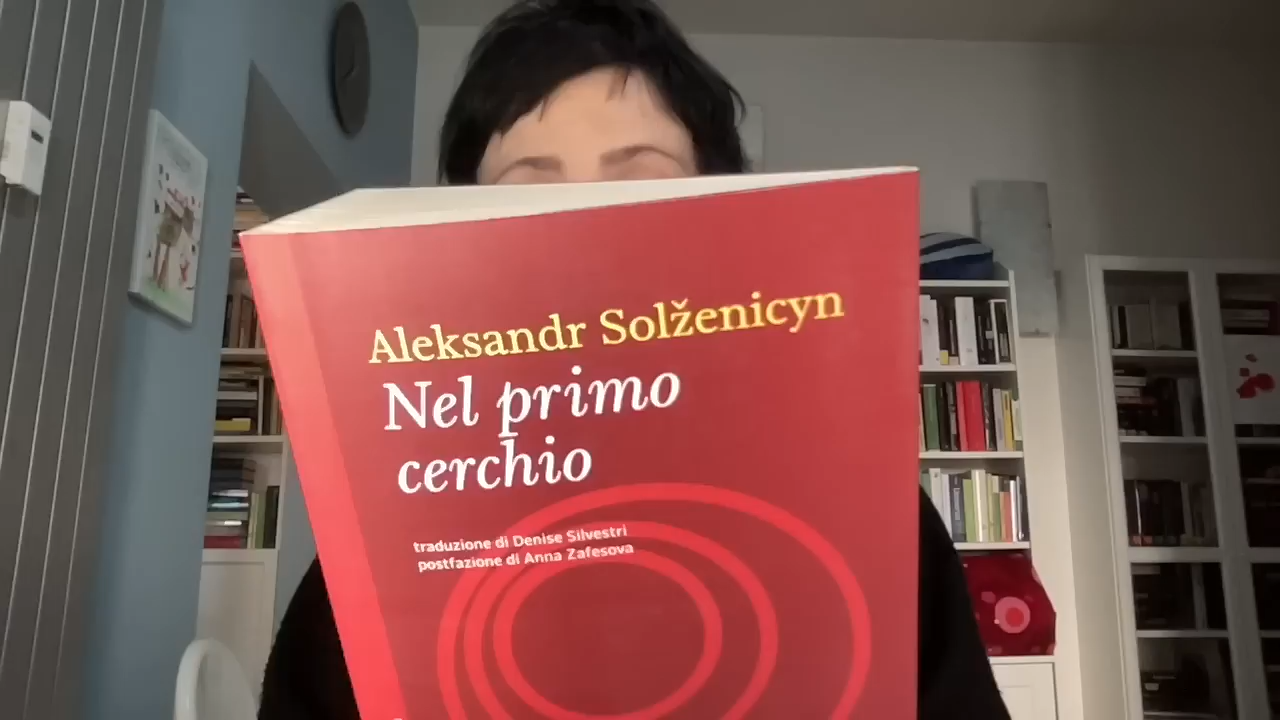 Aleksandr Solženicyn
Nel primo
cerchio
traduzione di Denise Silvestri
postfazione di Anna Zafesova